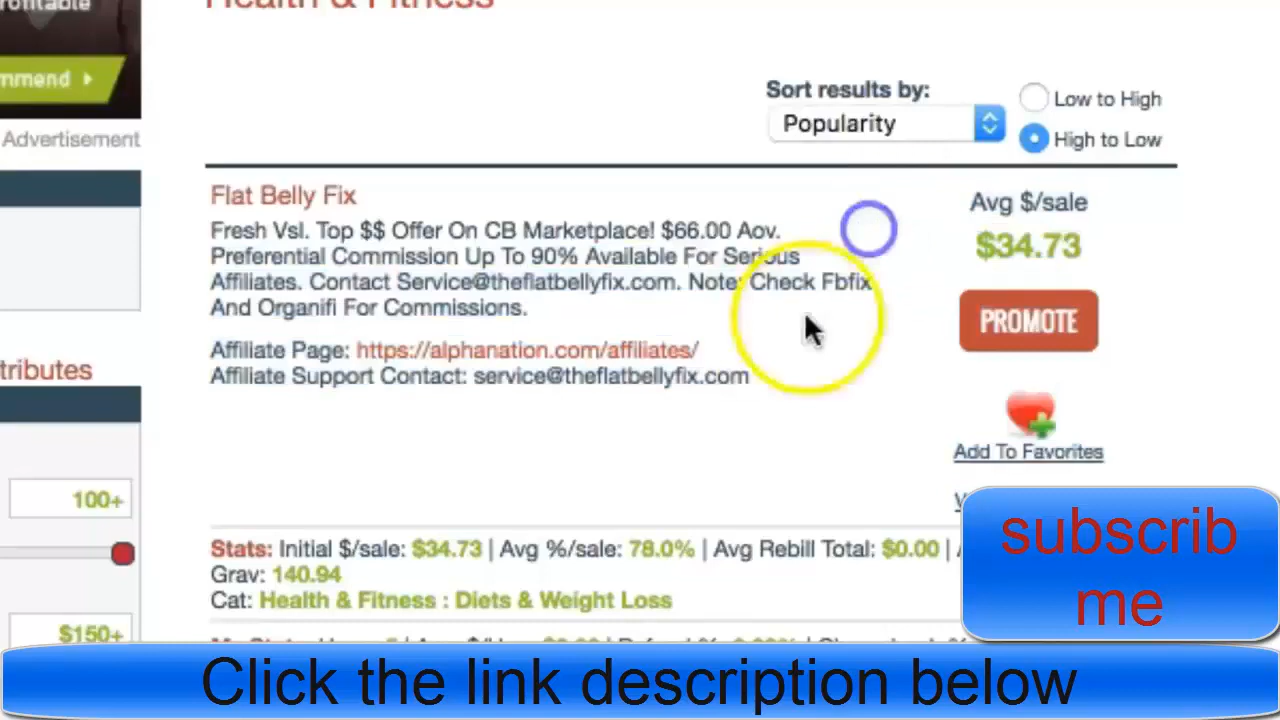 Health & Fitness
mmend
Advertisement
Sort results by:
Popularity
Low to High
High to Low
Flat Belly Fix
Fresh Vsl. Top $$ Offer On CB Marketplace! $66.00 Aov.
Preferential Commission Up To 90% Available For Serious
Affiliates. Contact Service@theflatbellyfix.com. Note: Check Fbfix
And Organifi For Commissions.
Avg $/sale
$34.73
PROMOTE
Affiliate Page: https://alphanation.com/affiliates/
Affiliate Support Contact: service@theflatbellyfix.com
Add To Favorites
tributes
100+
$150+
Stats: Initial $/sale: $34.73 | Avg %/sale: 78.0% | Avg Rebill Total: $0.00 |
Grav: 140.94
Cat: Health & Fitness : Diets & Weight Loss
subscrib
me
Click the link description below